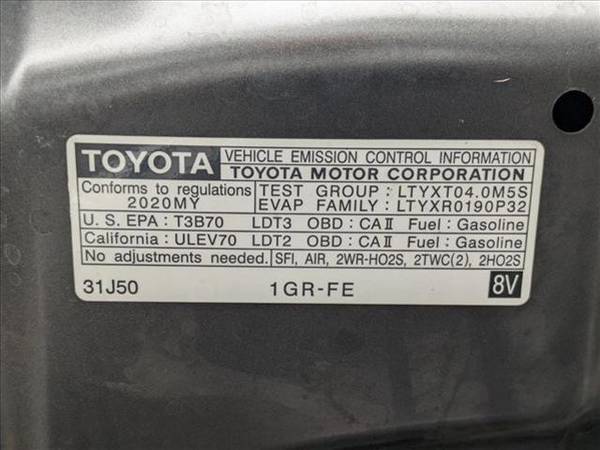 TOYOTA VEHICLE EMISSION CONTROL INFORMATION
TOYOTA MOTOR CORPORATION
Conforms to regulations TEST GROUP : LTYXT04.0M5S
2020MY EVAP FAMILY: LTYXR0190P32
U.S. EPA: T3B70 LDT3 OBD: CAⅡ Fuel: Gasoline
California: ULEV70 LDT2 OBD: CAⅡ Fuel: Gasoline
No adjustments needed. SFI, AIR, 2WR-HO2S, 2TWC(2), 2HO2S
31J50 1GR-FE 8V